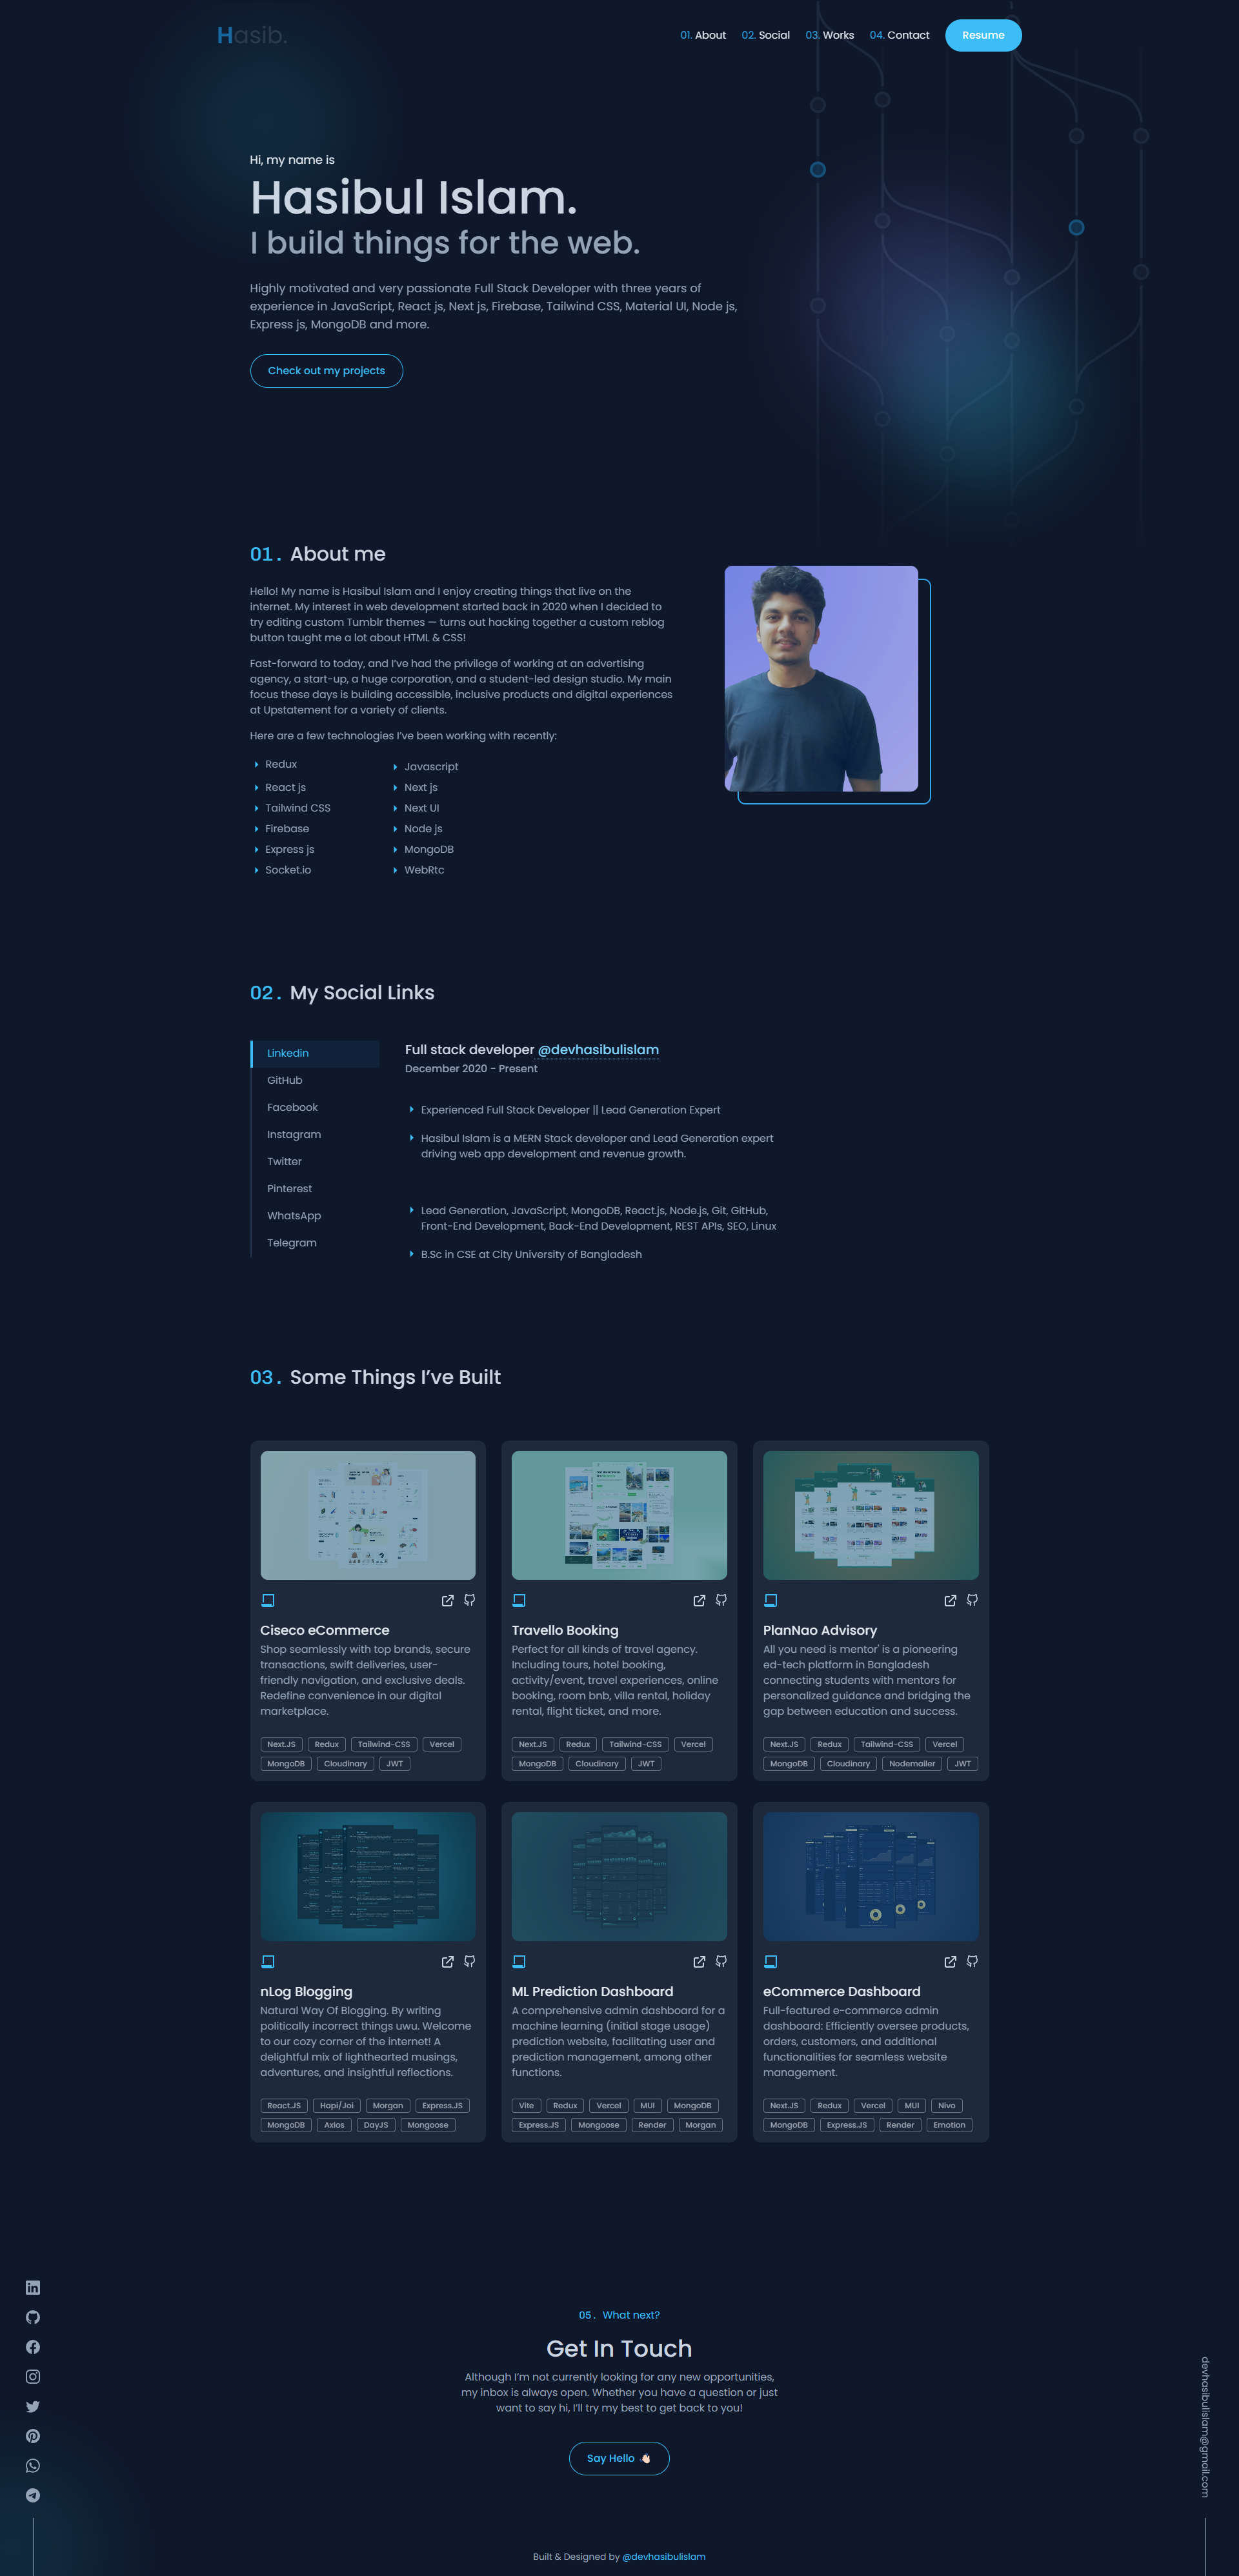 Hasib.
01. About 02. Social 03. Works 04. Contact Resume
Hi, my name is
Hasibul Islam.
I build things for the web.
Highly motivated and very passionate Full Stack Developer with three years of
experience in JavaScript, React js, Next js, Firebase, Tailwind CSS, Material UI, Node js,
Express js, MongoDB and more.
Check out my projects
01. About me
Hello! My name is Hasibul Islam and I enjoy creating things that live on the
internet. My interest in web development started back in 2020 when I decided to
try editing custom Tumblr themes — turns out hacking together a custom reblog
button taught me a lot about HTML & CSS!
Fast-forward to today, and I've had the privilege of working at an advertising
agency, a start-up, a huge corporation, and a student-led design studio. My main
focus these days is building accessible, inclusive products and digital experiences
at Upstatement for a variety of clients.
Here are a few technologies I've been working with recently:
Redux
Javascript
React js
Next js
Tailwind CSS
Next UI
Firebase
Node js
Express js
MongoDB
Socket.io
WebRtc
02. My Social Links
Linkedin
GitHub
Facebook
Instagram
Twitter
Pinterest
WhatsApp
Telegram
Full stack developer @devhasibulislam
December 2020 - Present
Experienced Full Stack Developer || Lead Generation Expert
Hasibul Islam is a MERN Stack developer and Lead Generation expert
driving web app development and revenue growth.
Lead Generation, JavaScript, MongoDB, React.js, Node.js, Git, GitHub,
Front-End Development, Back-End Development, REST APIs, SEO, Linux
B.Sc in CSE at City University of Bangladesh
03. Some Things I've Built
Ciseco eCommerce
Shop seamlessly with top brands, secure
transactions, swift deliveries, user-
friendly navigation, and exclusive deals.
Redefine convenience in our digital
marketplace.
Next.JS Redux Tailwind-CSS Vercel
MongoDB Cloudinary JWT
Travello Booking
Perfect for all kinds of travel agency.
Including tours, hotel booking,
activity/event, travel experiences, online
booking, room bnb, villa rental, holiday
rental, flight ticket, and more.
Next.JS Redux Tailwind-CSS Vercel
MongoDB Cloudinary JWT
PlanNao Advisory
All you need is mentor' is a pioneering
ed-tech platform in Bangladesh
connecting students with mentors for
personalized guidance and bridging the
gap between education and success.
Next.JS Redux Tailwind-CSS Vercel
MongoDB Cloudinary Nodemailer JWT
nLog Blogging
Natural Way Of Blogging. By writing
politically incorrect things uwu. Welcome
to our cozy corner of the internet! A
delightful mix of lighthearted musings,
adventures, and insightful reflections.
React.JS Hapi/Joi Morgan Express.JS
MongoDB Axios DayJS Mongoose
ML Prediction Dashboard
A comprehensive admin dashboard for a
machine learning (initial stage usage)
prediction website, facilitating user and
prediction management, among other
functions.
Vite Redux Vercel MUI MongoDB
Express.JS Mongoose Render Morgan
eCommerce Dashboard
Full-featured e-commerce admin
dashboard: Efficiently oversee products,
orders, customers, and additional
functionalities for seamless website
management.
Next.JS Redux Vercel MUI Nivo
MongoDB Express.JS Render Emotion
05. What next?
Get In Touch
Although I'm not currently looking for any new opportunities,
my inbox is always open. Whether you have a question or just
want to say hi, I'll try my best to get back to you!
Say Hello 👋🏻
devhasibulislam@gmail.com
Built & Designed by @devhasibulislam